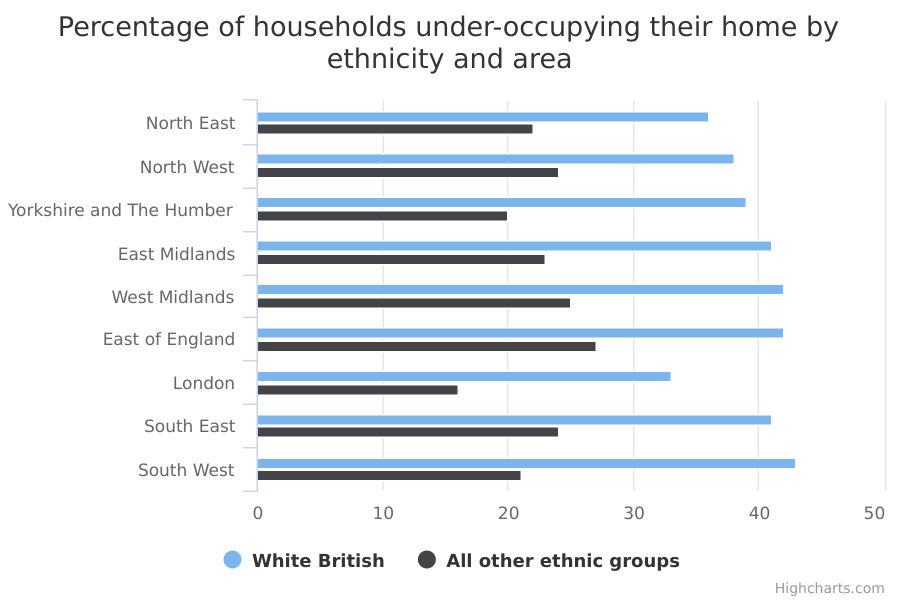 Percentage of households under-occupying their home by
ethnicity and area
North East
North West
Yorkshire and The Humber
East Midlands
West Midlands
East of England
London
South East
South West
0 10 20 30 40 50
White British All other ethnic groups
Highcharts.com